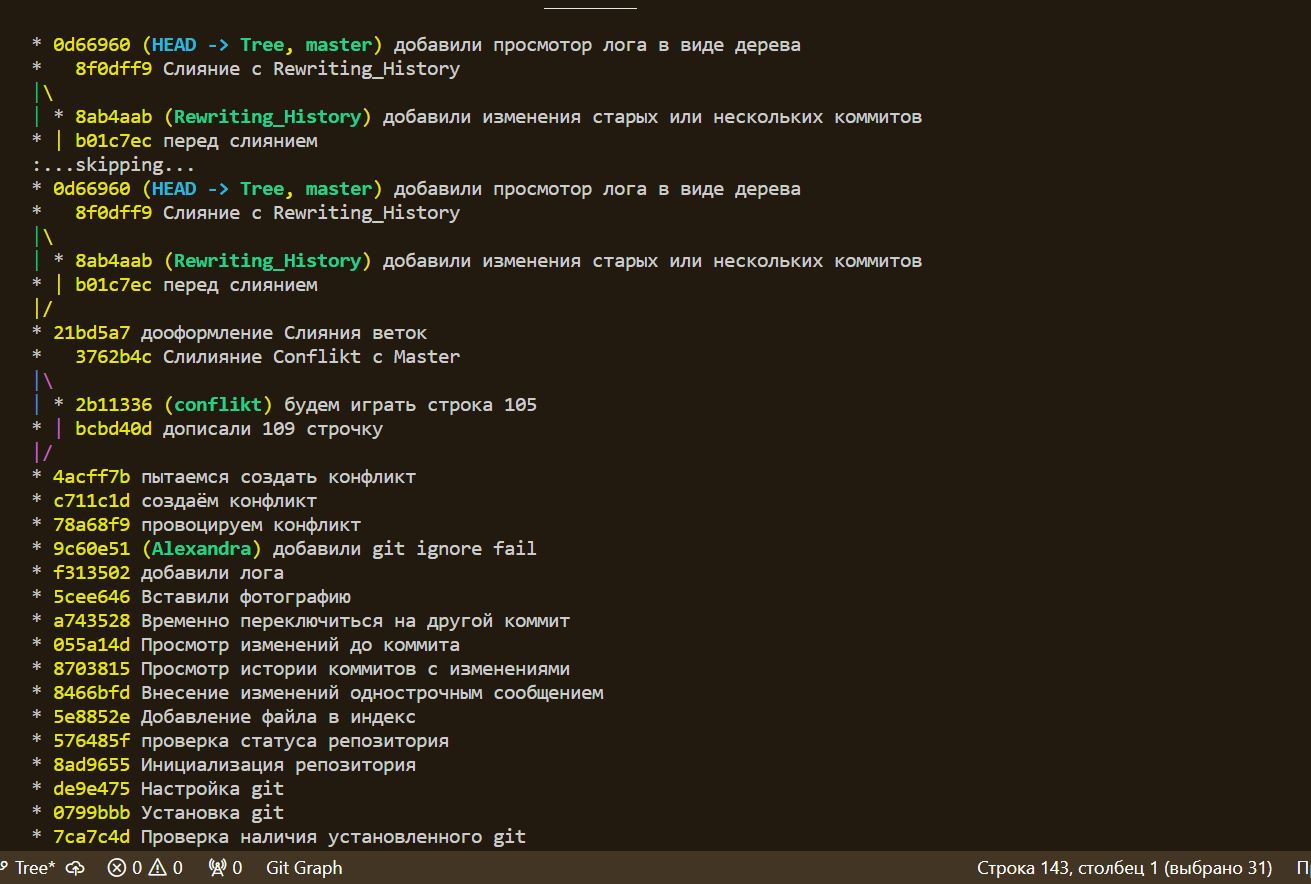 * 0d66960 (HEAD -> Tree, master) добавили просмотор лога в виде дерева
*   8f0dff9 Слияние с Rewriting_History
|\
| * 8ab4aab (Rewriting_History) добавили изменения старых или нескольких коммитов
* | b01c7ec перед слиянием
:...skipping...
* 0d66960 (HEAD -> Tree, master) добавили просмотор лога в виде дерева
*   8f0dff9 Слияние с Rewriting_History
|\
| * 8ab4aab (Rewriting_History) добавили изменения старых или нескольких коммитов
* | b01c7ec перед слиянием
|/
* 21bd5a7 дооформление Слияния веток
*   3762b4c Слилияние Conflikt с Master
|\
| * 2b11336 (conflikt) будем играть строка 105
* | bcbd40d дописали 109 строчку
|/
* 4acff7b пытаемся создать конфликт
* c711c1d создаём конфликт
* 78a68f9 провоцируем конфликт
* 9c60e51 (Alexandra) добавили git ignore fail
* f313502 добавили лога
* 5cee646 Вставили фотографию
* a743528 Временно переключиться на другой коммит
* 055a14d Просмотр изменений до коммита
* 8703815 Просмотр истории коммитов с изменениями
* 8466bfd Внесение изменений однострочным сообщением
* 5e8852e Добавление файла в индекс
* 576485f проверка статуса репозитория
* 8ad9655 Инициализация репозитория
* de9e475 Настройка git
* 0799bbb Установка git
* 7ca7c4d Проверка наличия установленного git
Tree* 0 0 0 Git Graph Строка 143, столбец 1 (выбрано 31)